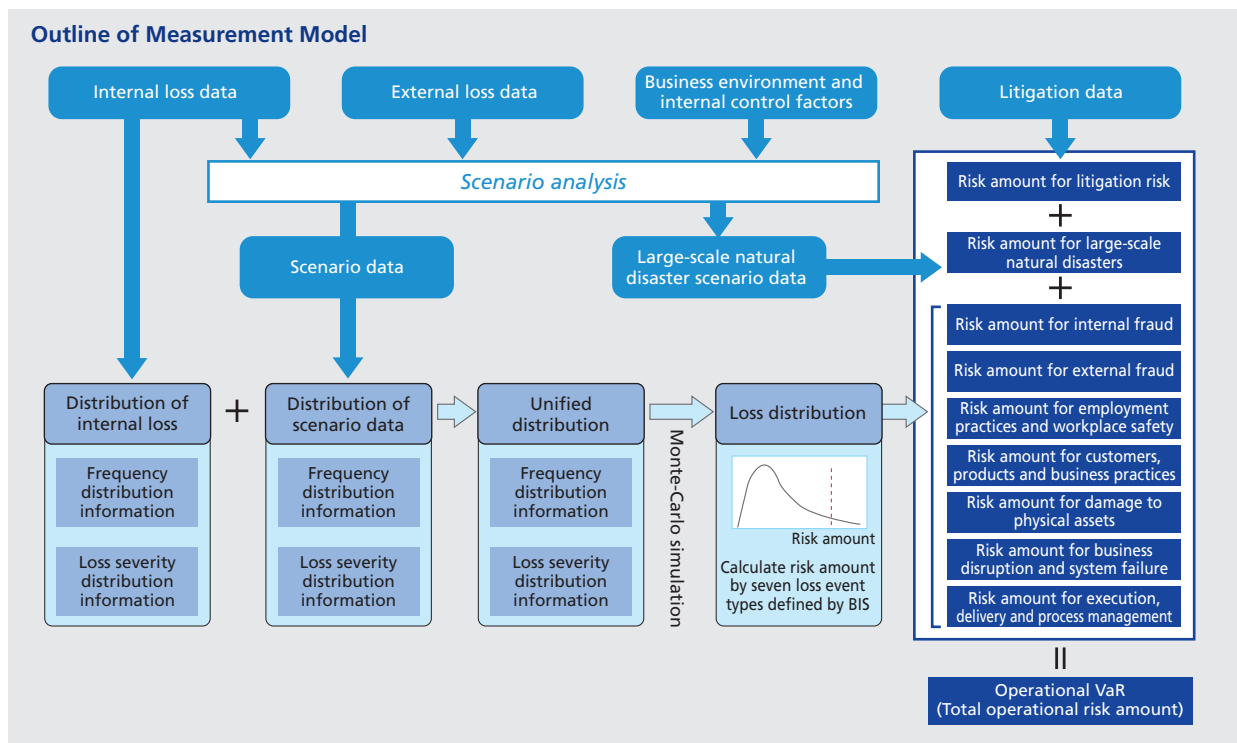 Outline of Measurement Model
Internal loss data
External loss data
Business environment and
internal control factors
Litigation data
Scenario analysis
Scenario data
Large-scale natural
disaster scenario data
Risk amount for litigation risk
+
Risk amount for large-scale
natural disasters
+
Risk amount for internal fraud
Risk amount for external fraud
Risk amount for employment
practices and workplace safety
Risk amount for customers,
products and business practices
Risk amount for damage to
physical assets
Risk amount for business
disruption and system failure
Risk amount for execution,
delivery and process management
Distribution of
internal loss
Frequency
distribution
information
Loss severity
distribution
information
+
Distribution of
scenario data
Frequency
distribution
information
Loss severity
distribution
information
Unified
distribution
Frequency
distribution
information
Loss severity
distribution
information
Monte-Carlo simulation
Loss distribution
Risk amount
Calculate risk amount
by seven loss event
types defined by BIS
=
Operational VaR
(Total operational risk amount)